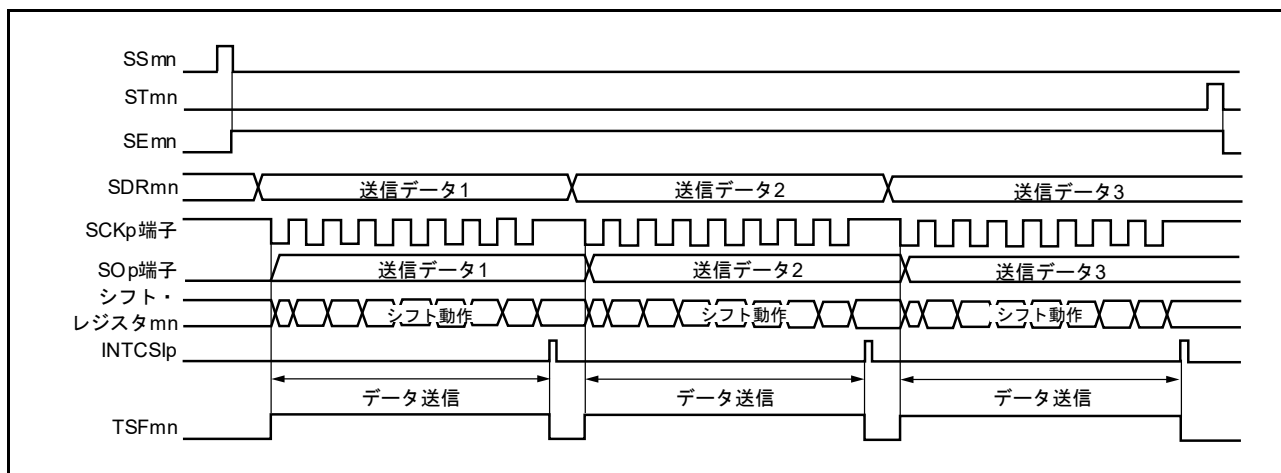 SSmn
STmn
SEmn
SDRmn 送信データ1 送信データ2 送信データ3
SCKp端子
SOp端子 送信データ1 送信データ2 送信データ3
シフト・
レジスタmn シフト動作 シフト動作 シフト動作
INTCSIp
データ送信 データ送信 データ送信
TSFmn